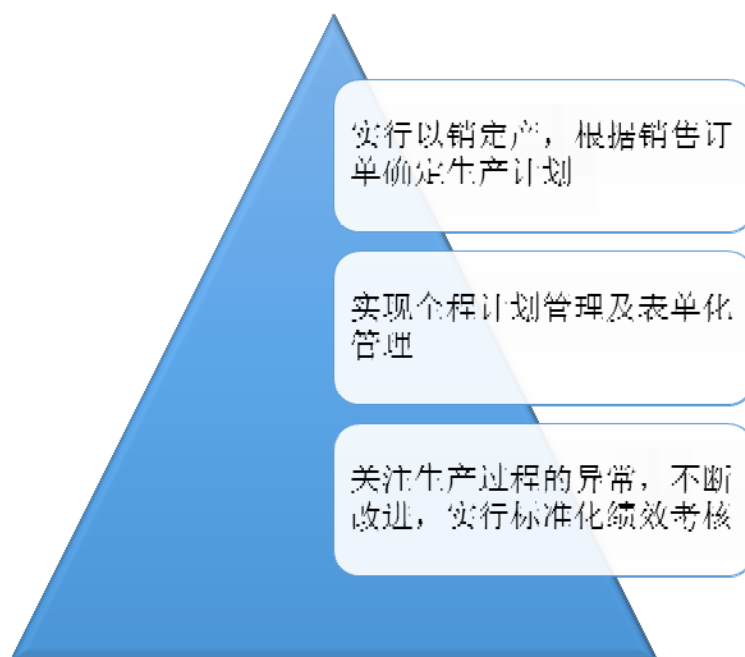 实行以销定产，根据销售订
单确定生产计划
实现全程计划管理及表单化
管理
关注生产过程的异常，不断
改进，实行标准化绩效考核